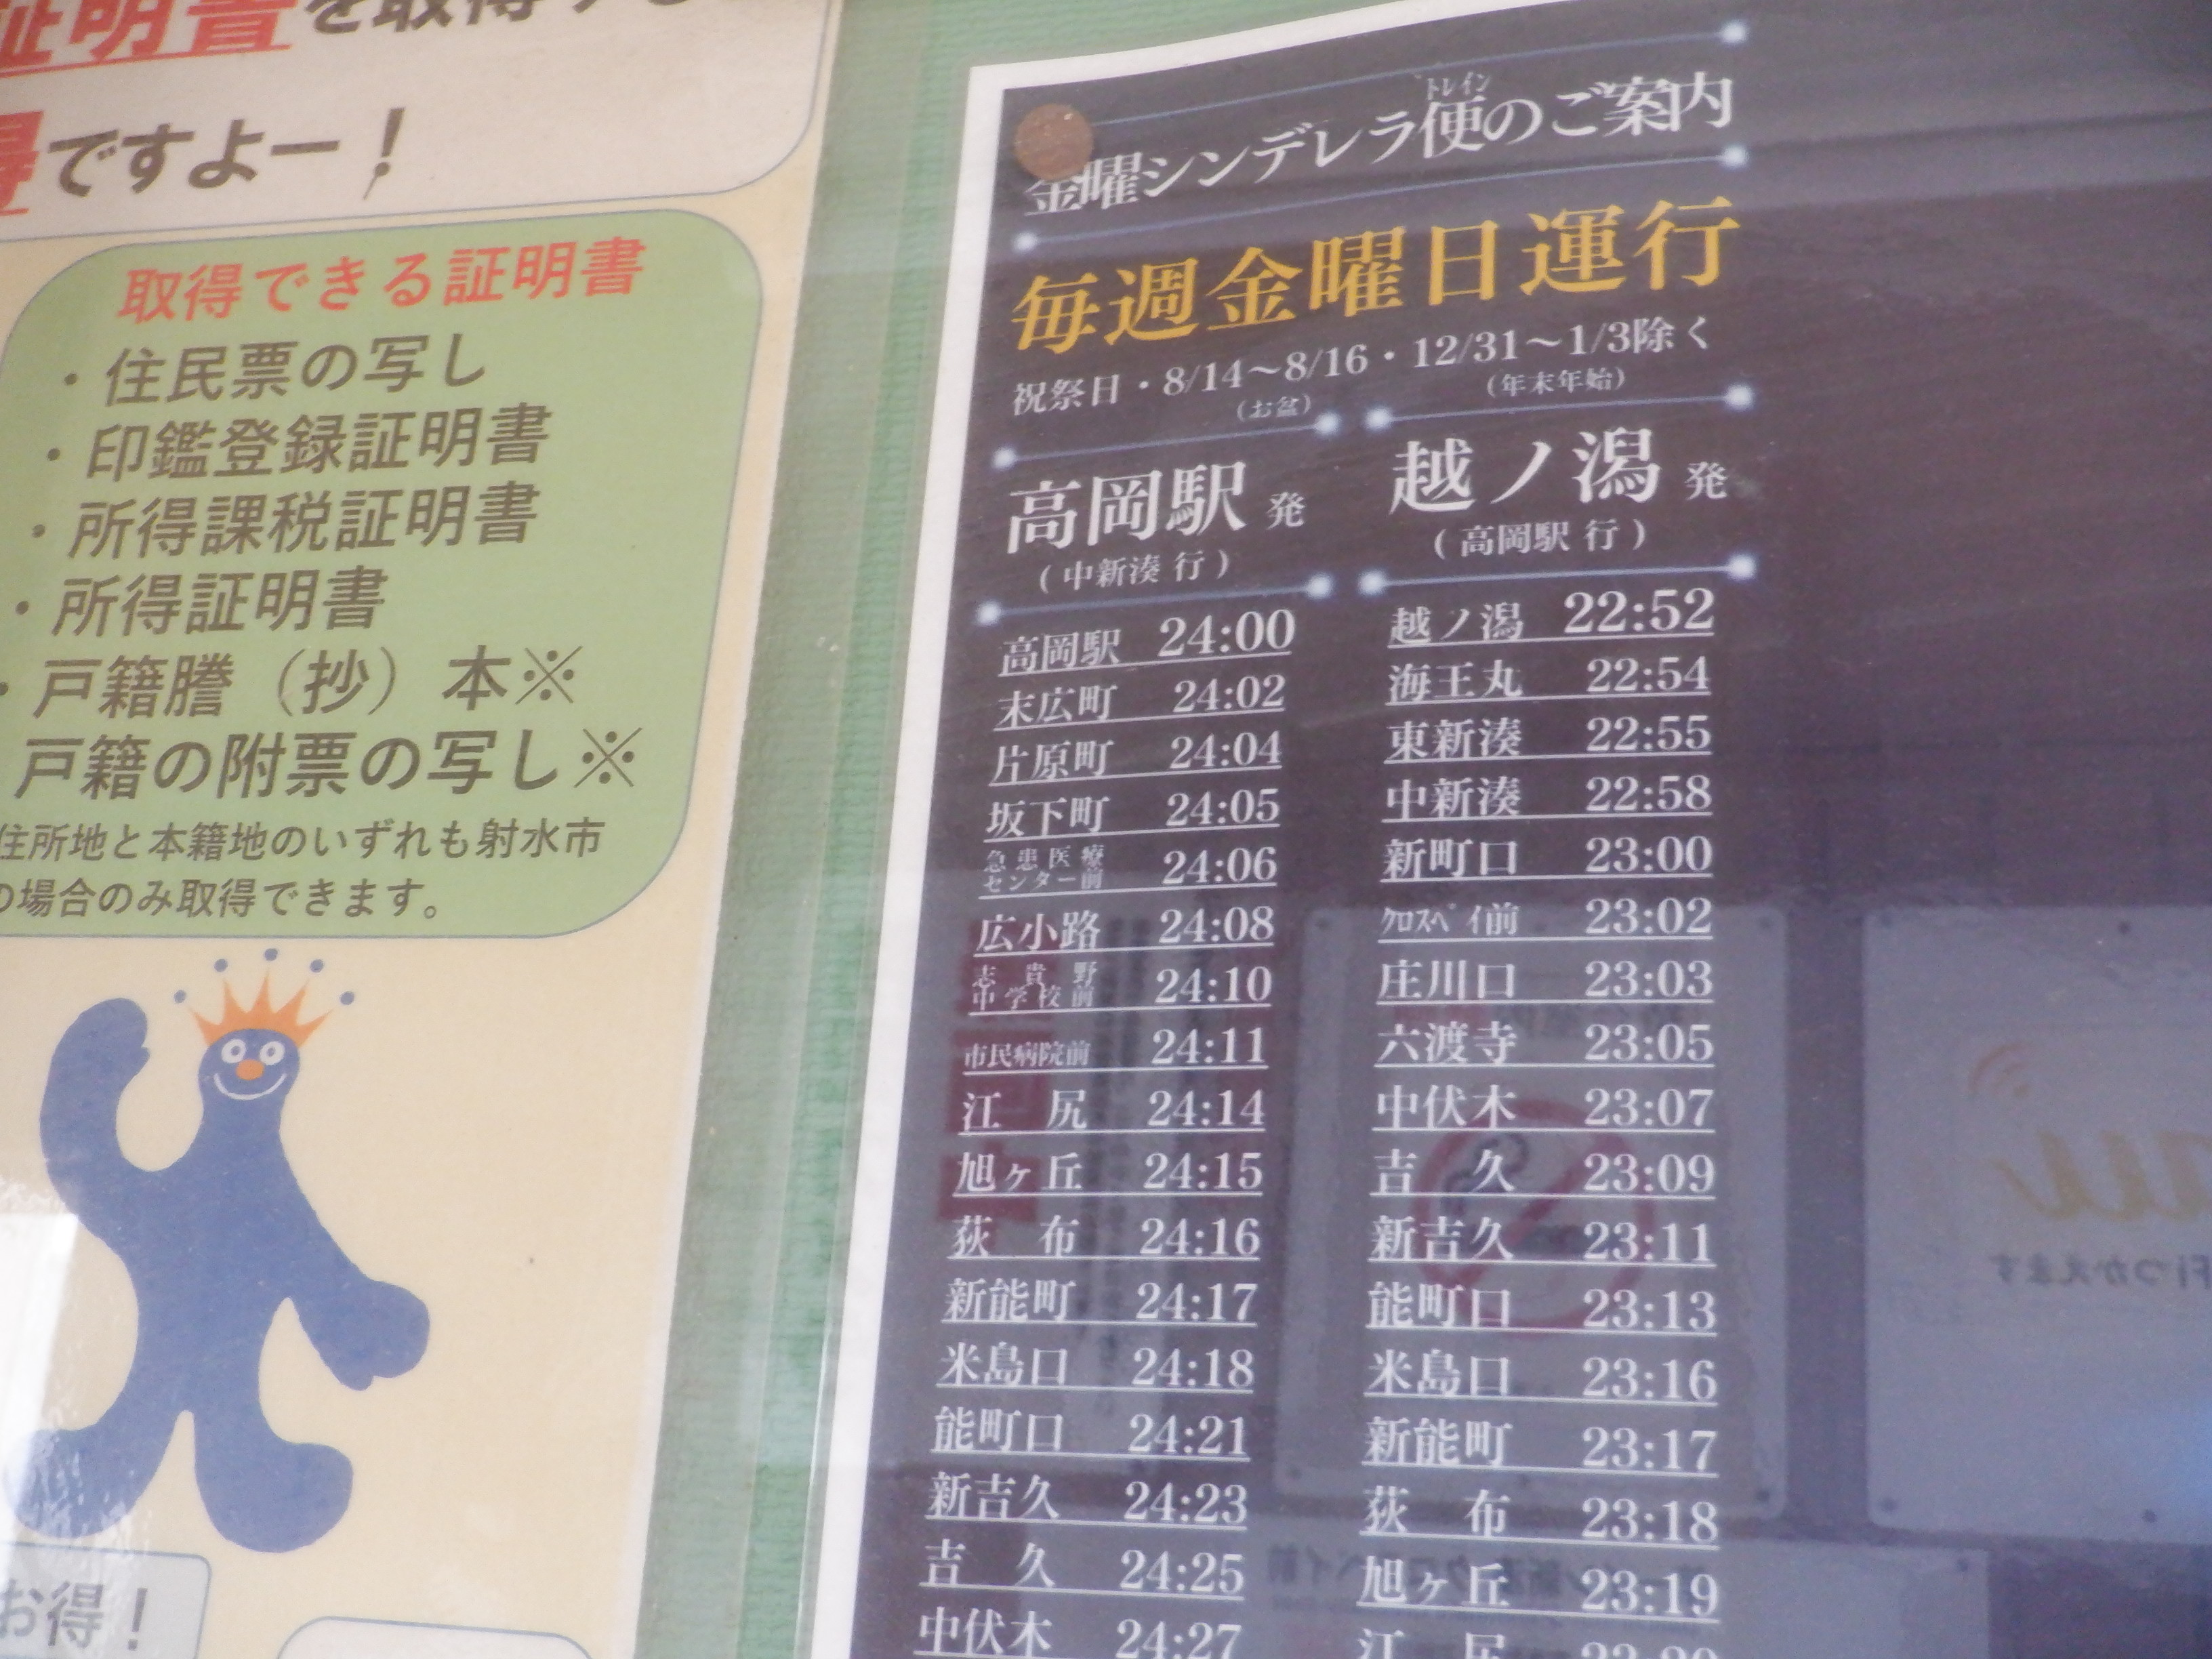 証明書を取得する
得ですよー！
取得できる証明書
・住民票の写し
・印鑑登録証明書
・所得課税証明書
・所得証明書
・戸籍謄（抄）本※
戸籍の附票の写し※
住所地と本籍地のいずれも射水市
の場合のみ取得できます。
お得！
トレイン
金曜シンデレラ便のご案内
毎週金曜日運行
祝祭日・8/14～8/16・12/31～1/3除く
(お盆)
(年末年始)
高岡駅 発
(中新湊 行)
高岡駅 24:00
末広町 24:02
片原町 24:04
坂下町 24:05
急患医療
センター前 24:06
広小路 24:08
志貴野
中学校前 24:10
市民病院前 24:11
江尻 24:14
旭ヶ丘 24:15
荻布 24:16
新能町 24:17
米島口 24:18
能町口 24:21
新吉久 24:23
吉久 24:25
中伏木 24:27
越ノ潟 発
(高岡駅 行)
越ノ潟 22:52
海王丸 22:54
東新湊 22:55
中新湊 22:58
新町口 23:00
ｸﾛｽﾍﾞｲ前 23:02
庄川口 23:03
六渡寺 23:05
中伏木 23:07
吉久 23:09
新吉久 23:11
能町口 23:13
米島口 23:16
新能町 23:17
荻布 23:18
旭ヶ丘 23:19
江尻 23:20